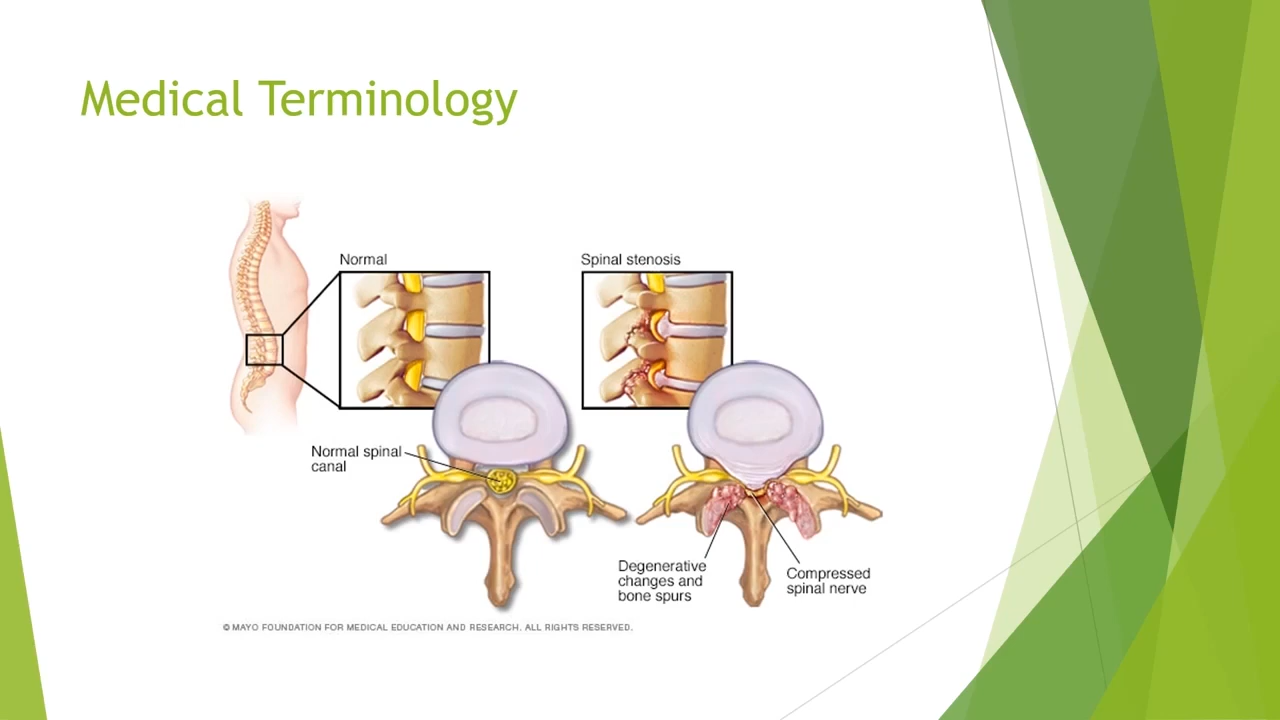 Medical Terminology
Normal
Spinal stenosis
Normal spinal
canal
Degenerative
changes and
bone spurs
Compressed
spinal nerve
© MAYO FOUNDATION FOR MEDICAL EDUCATION AND RESEARCH. ALL RIGHTS RESERVED.